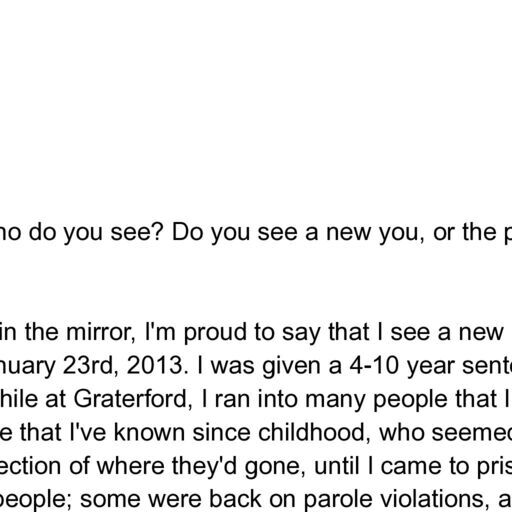 ho do you see? Do you see a new you, or the p
in the mirror, I'm proud to say that I see a new
nuary 23rd, 2013. I was given a 4-10 year sent
hile at Graterford, I ran into many people that I
e that I've known since childhood, who seemed
ection of where they'd gone, until I came to pris
people; some were back on parole violations, a